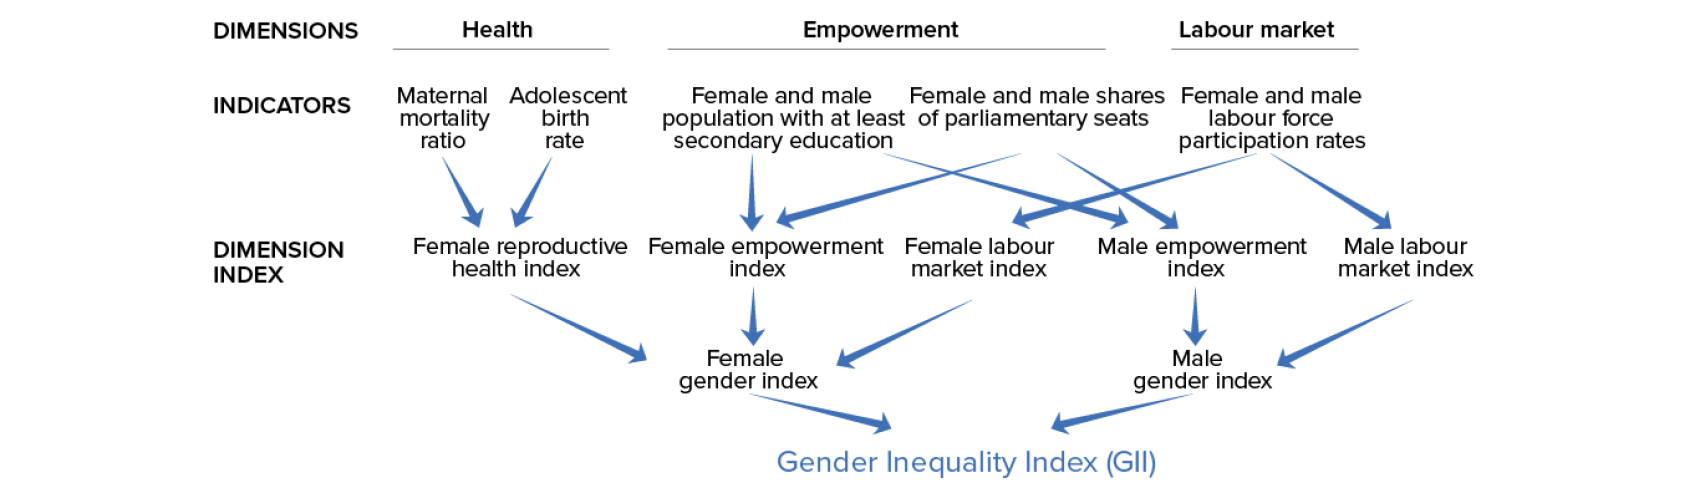 DIMENSIONS Health Empowerment Labour market
INDICATORS
Maternal
mortality
ratio
Adolescent
birth
rate
Female and male
population with at least
secondary education
Female and male shares
of parliamentary seats
Female and male
labour force
participation rates
DIMENSION
INDEX
Female reproductive
health index
Female empowerment
index
Female labour
market index
Male empowerment
index
Male labour
market index
Female
gender index
Male
gender index
Gender Inequality Index (GII)